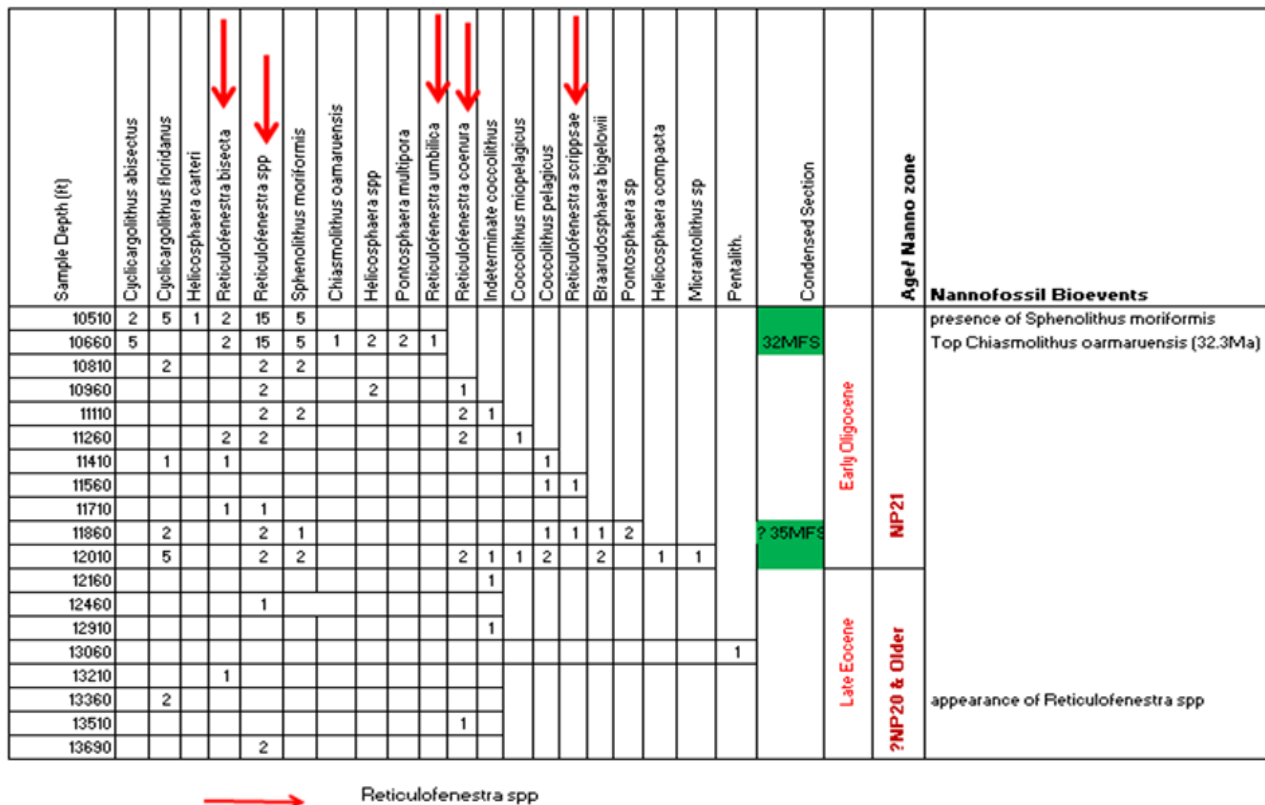 Sample Depth (ft)
Cyclicargolithus abisectus
Cyclicargolithus floridanus
Helicosphaera carteri
Reticulofenestra bisecta
Reticulofenestra spp
Sphenolithus moriformis
Chiasmolithus oamaruensis
Helicosphaera spp
Pontosphaera multipora
Reticulofenestra umbilica
Reticulofenestra coenura
Indeterminate coccolithus
Coccolithus miopelagicus
Coccolithus pelagicus
Reticulofenestra scrippsae
Braarudosphaera bigelowii
Pontosphaera sp
Helicosphaera compacta
Micrantolithus sp
Pentalith.
Condensed Section
Age/ Nanno zone
Nannofossil Bioevents
10510 2 5 1 2 15 5 presence of Sphenolithus moriformis
10660 5 2 15 5 1 2 2 1 32MFS Top Chiasmolithus oarmaruensis (32.3Ma)
10810 2 2 2
10960 2 2 1
11110 2 2 2 1
11260 2 2 2 1
11410 1 1 1
11560 1 1
11710 1 1
11860 2 2 1 1 1 1 2 ? 35MFS
12010 5 2 2 2 1 1 2 2 1 1
12160 1
12460 1
12910 1
13060 1
13210 1
13360 2 appearance of Reticulofenestra spp
13510 1
13690 2
Early Oligocene
NP21
Late Eocene
?NP20 & Older
Reticulofenestra spp